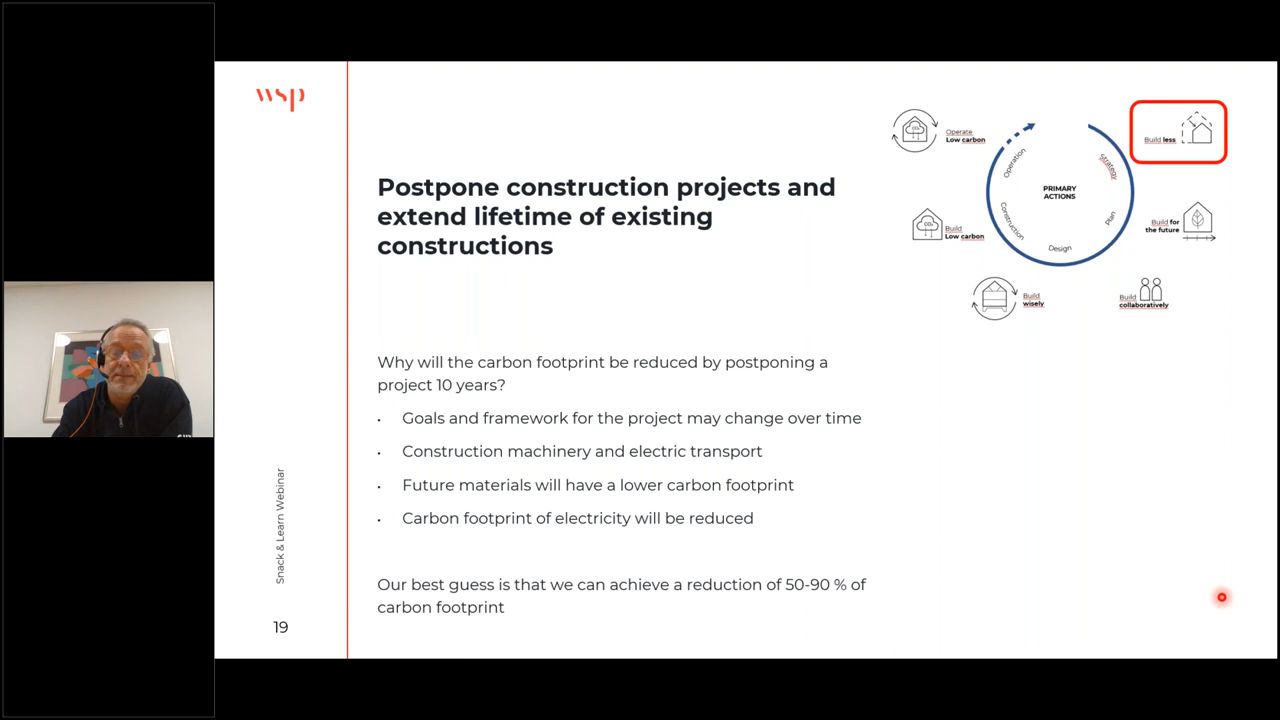 wsp
Postpone construction projects and
extend lifetime of existing
constructions
Why will the carbon footprint be reduced by postponing a
project 10 years?
• Goals and framework for the project may change over time
• Construction machinery and electric transport
• Future materials will have a lower carbon footprint
• Carbon footprint of electricity will be reduced
Our best guess is that we can achieve a reduction of 50-90 % of
carbon footprint
Operate
Low carbon
Build less
Operation
Strategy
PRIMARY
ACTIONS
Construction
Plan
Design
CO₂
Build
Low carbon
CO₂
Build for
the future
Build
wisely
Build
collaboratively
Snack & Learn Webinar
19